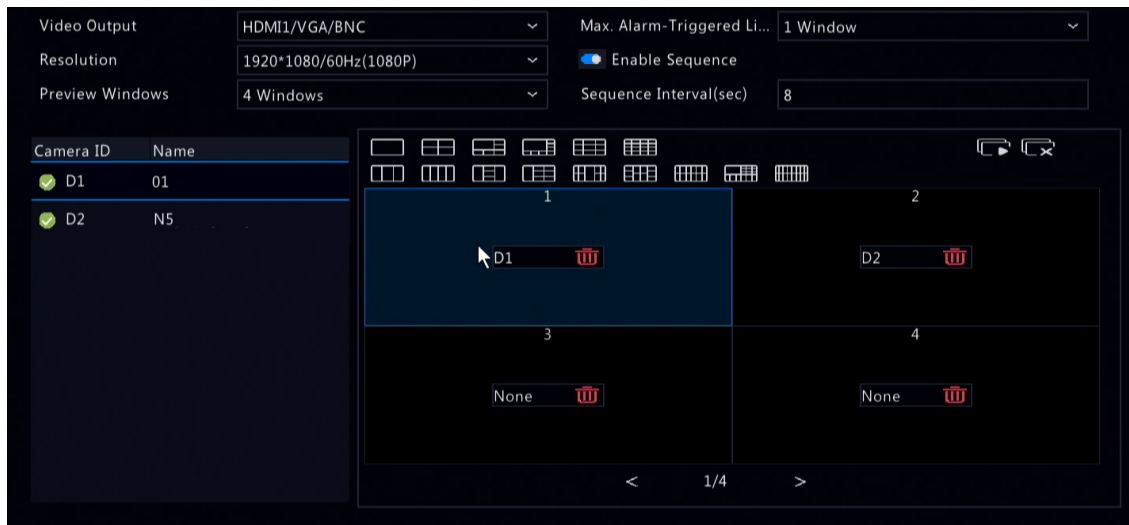 Video Output HDMI1/VGA/BNC Max. Alarm-Triggered Li... 1 Window
Resolution 1920*1080/60Hz(1080P) Enable Sequence
Preview Windows 4 Windows Sequence Interval(sec) 8
Camera ID Name
D1 01
D2 N5
1 2
D1 D2
3 4
None None
< 1/4 >